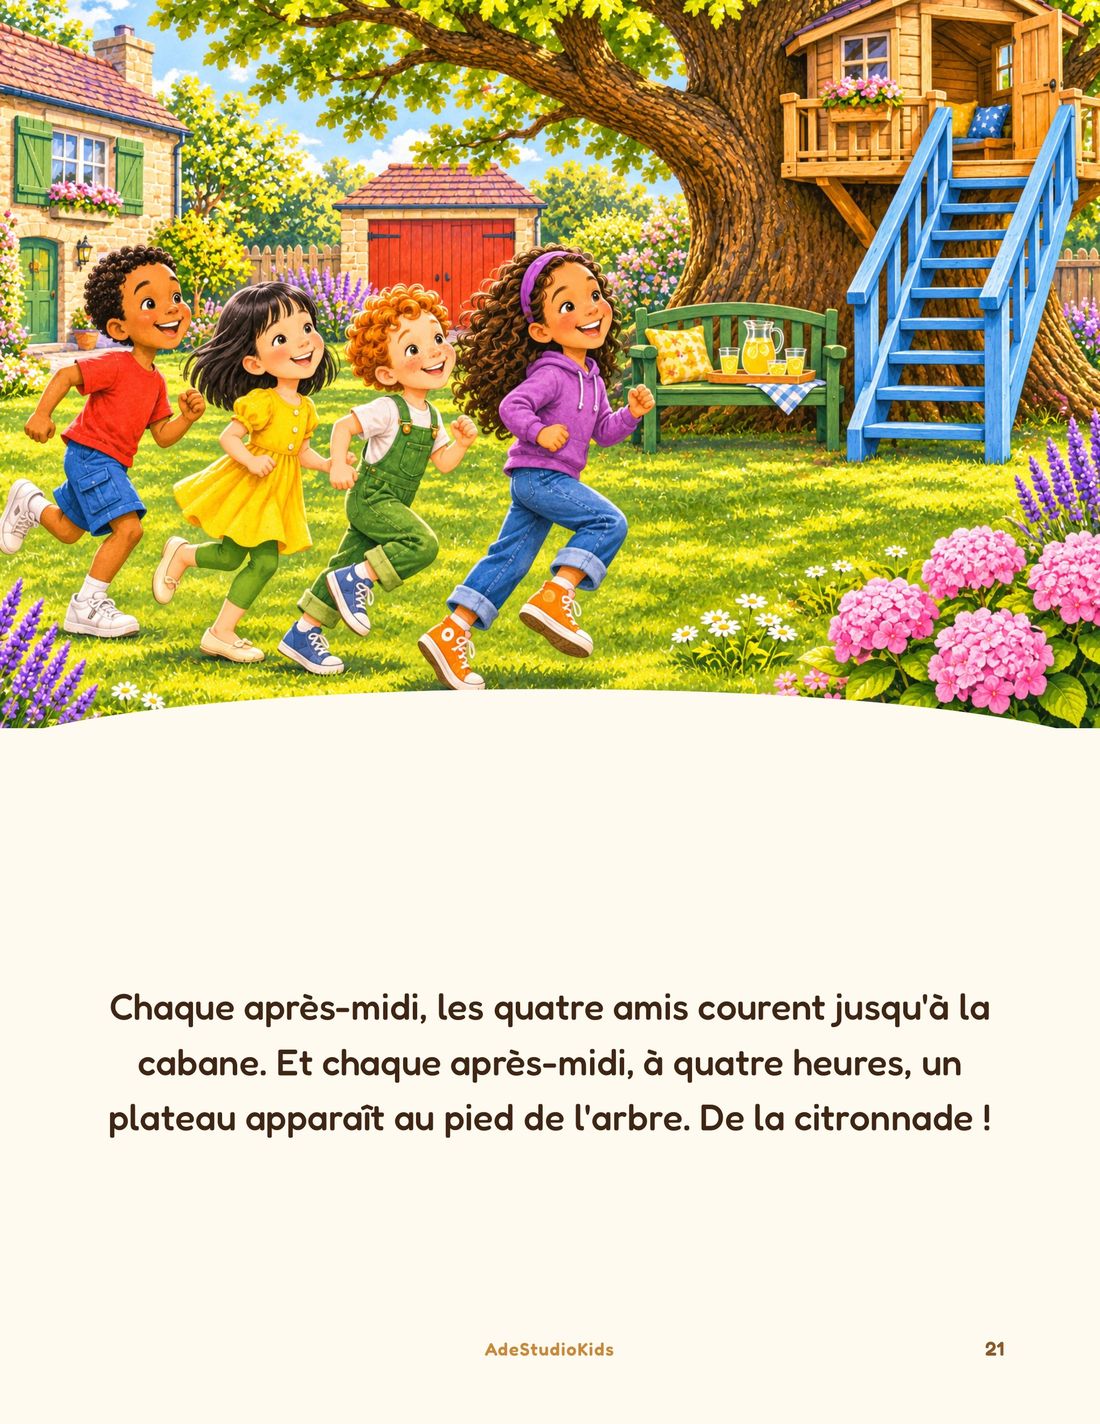 Chaque après-midi, les quatre amis courent jusqu'à la
cabane. Et chaque après-midi, à quatre heures, un
plateau apparaît au pied de l'arbre. De la citronnade !
AdeStudioKids
21